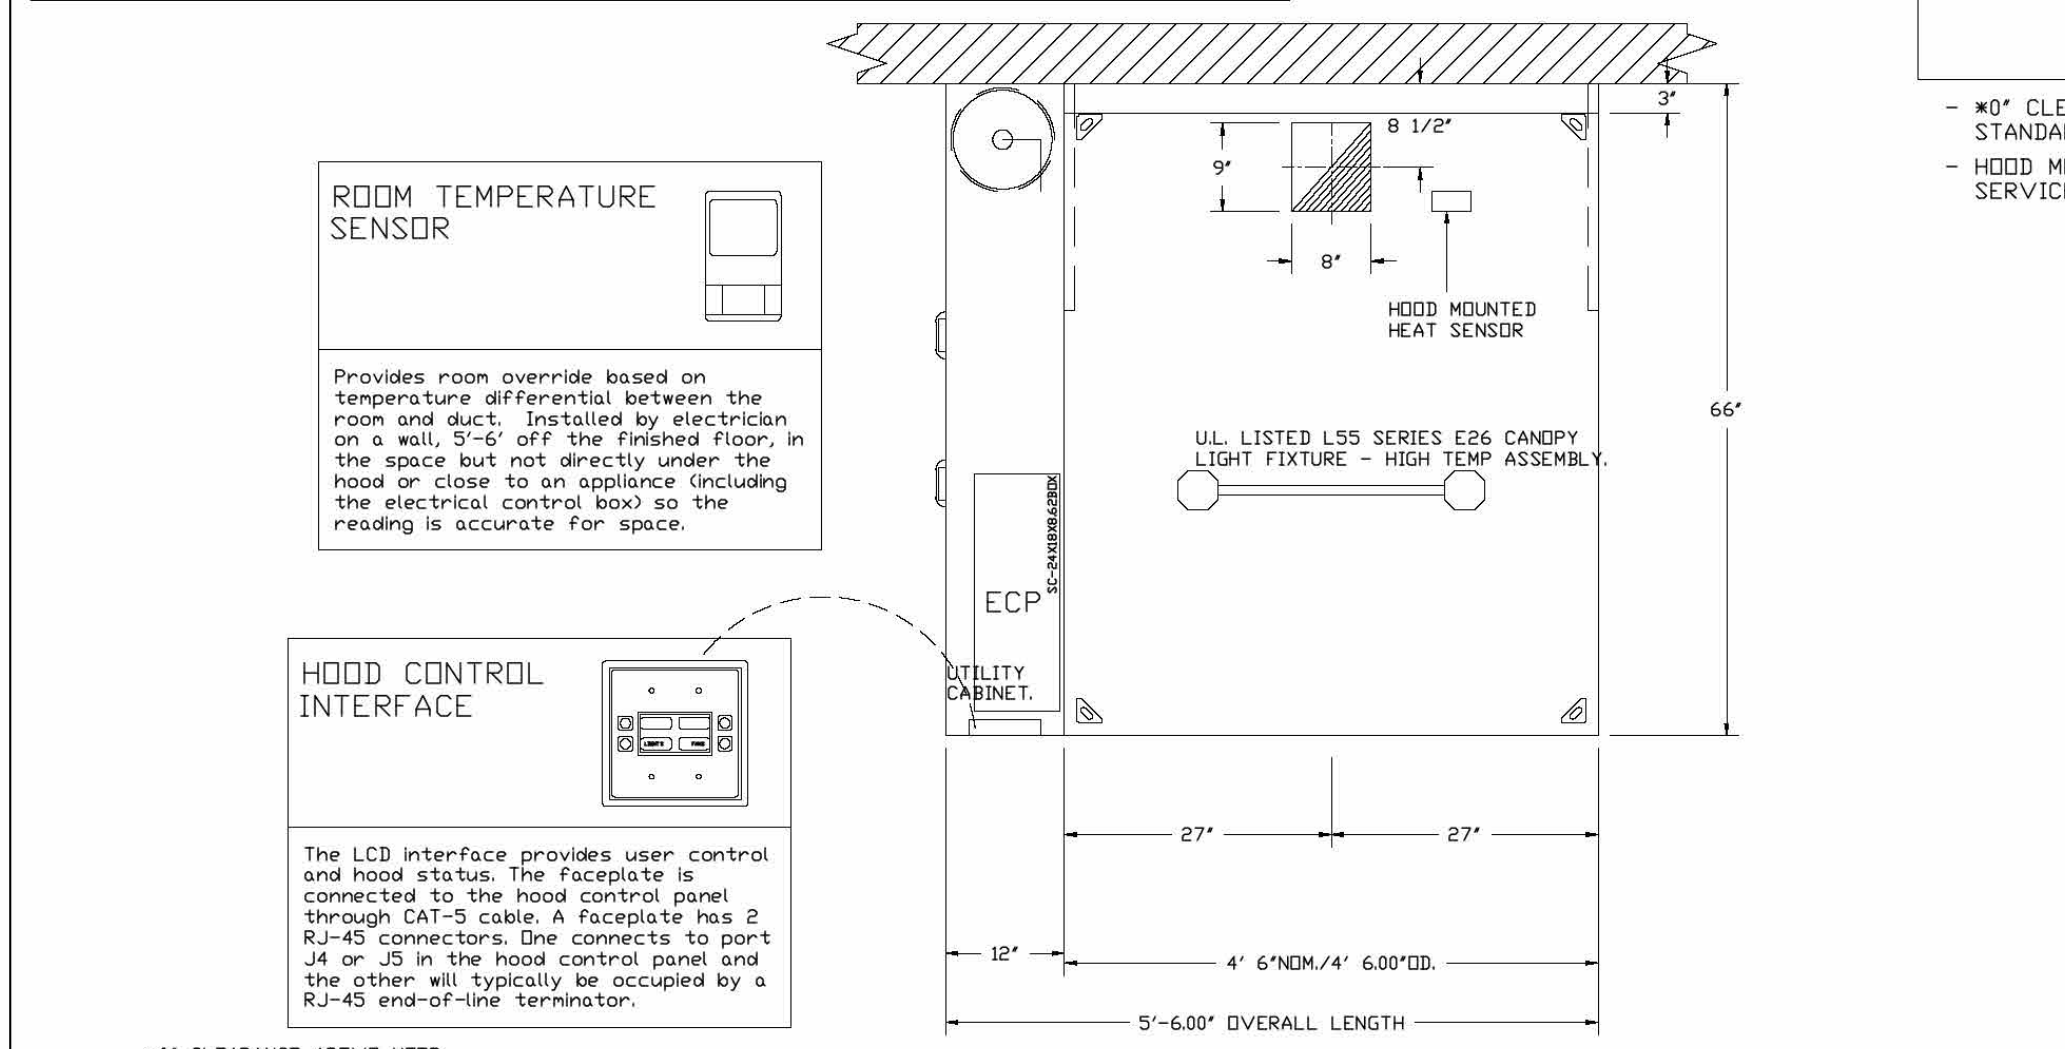 ROOM TEMPERATURE
SENSOR
Provides room override based on
temperature differential between the
room and duct. Installed by electrician
on a wall, 5'-6' off the finished floor, in
the space but not directly under the
hood or close to an appliance (including
the electrical control box) so the
reading is accurate for space.
HOOD CONTROL
INTERFACE
LIGHTS
FANS
The LCD interface provides user control
and hood status. The faceplate is
connected to the hood control panel
through CAT-5 cable. A faceplate has 2
RJ-45 connectors. One connects to port
J4 or J5 in the hood control panel and
the other will typically be occupied by a
RJ-45 end-of-line terminator.
3"
8 1/2"
9"
8"
HOOD MOUNTED
HEAT SENSOR
66"
U.L. LISTED L55 SERIES E26 CANOPY
LIGHT FIXTURE - HIGH TEMP ASSEMBLY.
SC-24X18X8.62BOX
ECP
UTILITY
CABINET.
27"
27"
12"
4' 6"NOM./4' 6.00"OD.
5'-6.00" OVERALL LENGTH
- *0" CLE
STANDA
- HOOD M
SERVIC